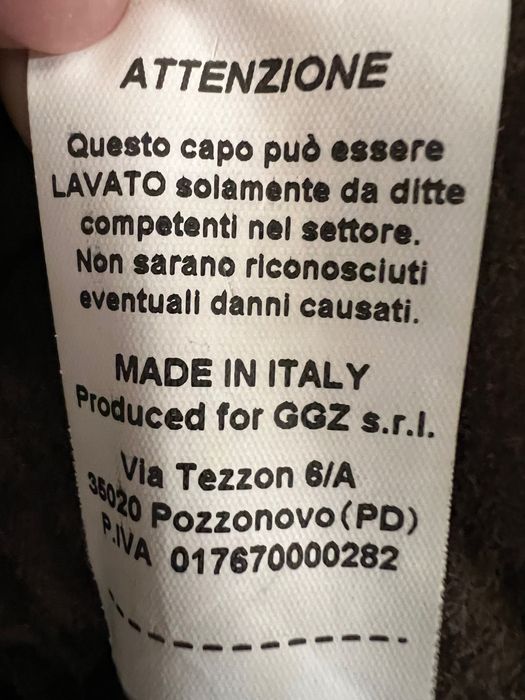 ATTENZIONE
Questo capo può essere
LAVATO solamente da ditte
competenti nel settore.
Non sarano riconosciuti
eventuali danni causati.
MADE IN ITALY
Produced for GGZ s.r.l.
Via Tezzon 6/A
35020 Pozzonovo (PD)
P.IVA 017670000282